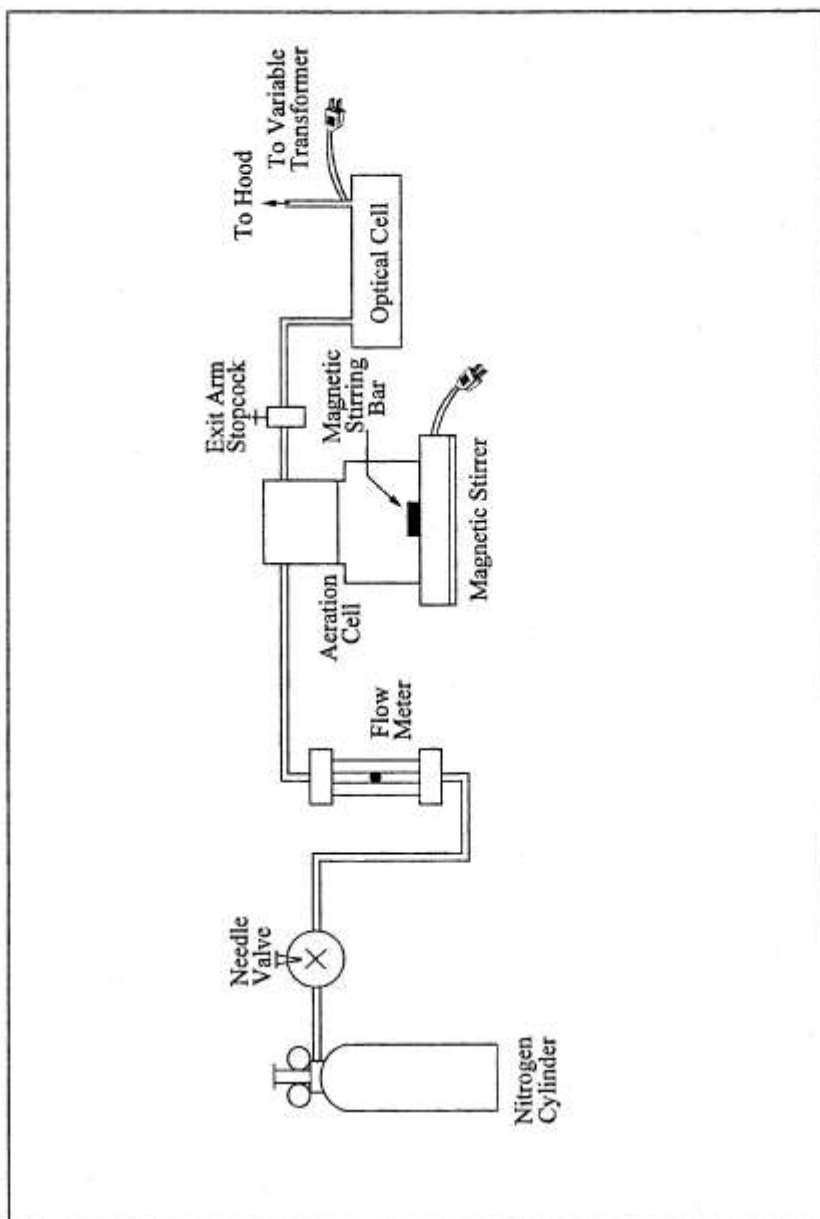 Nitrogen
Cylinder
Needle
Valve
Flow
Meter
Aeration
Cell
Magnetic Stirrer
Magnetic
Stirring
Bar
Exit Arm
Stopcock
Optical Cell
To Hood
To Variable
Transformer